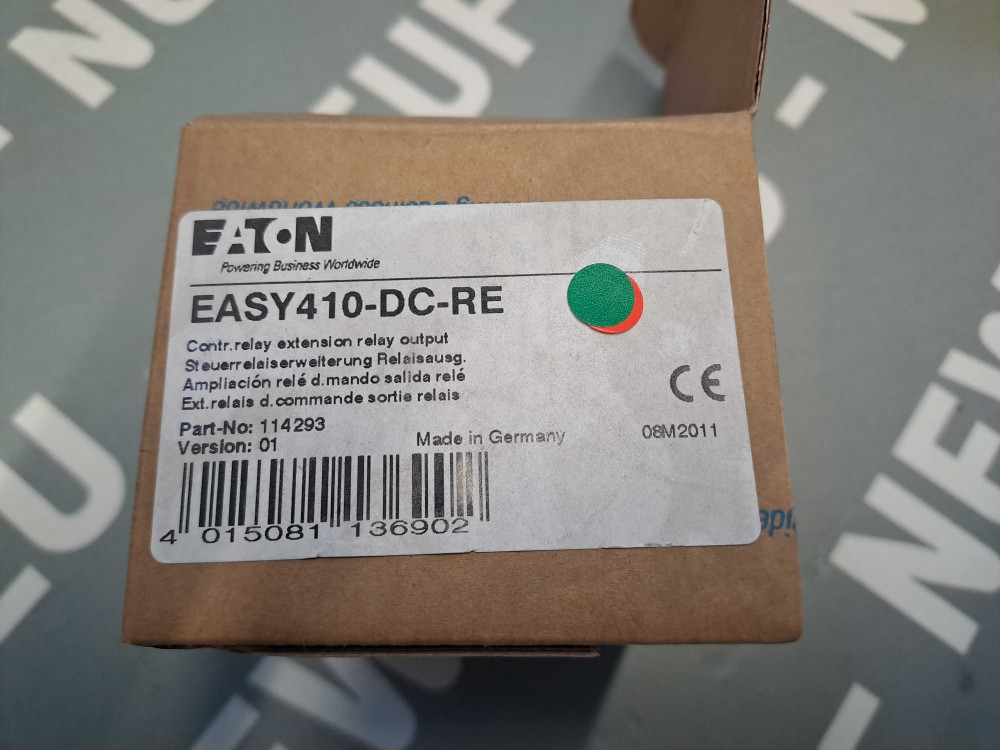 EATON
Powering Business Worldwide
EASY410-DC-RE
Contr.relay extension relay output
Steuerrelaiserweiterung Relaisausg.
Ampliación relé d.mando salida relé
Ext.relais d.commande sortie relais
Part-No: 114293
Version: 01
Made in Germany
CE
08M2011
4 015081 136902